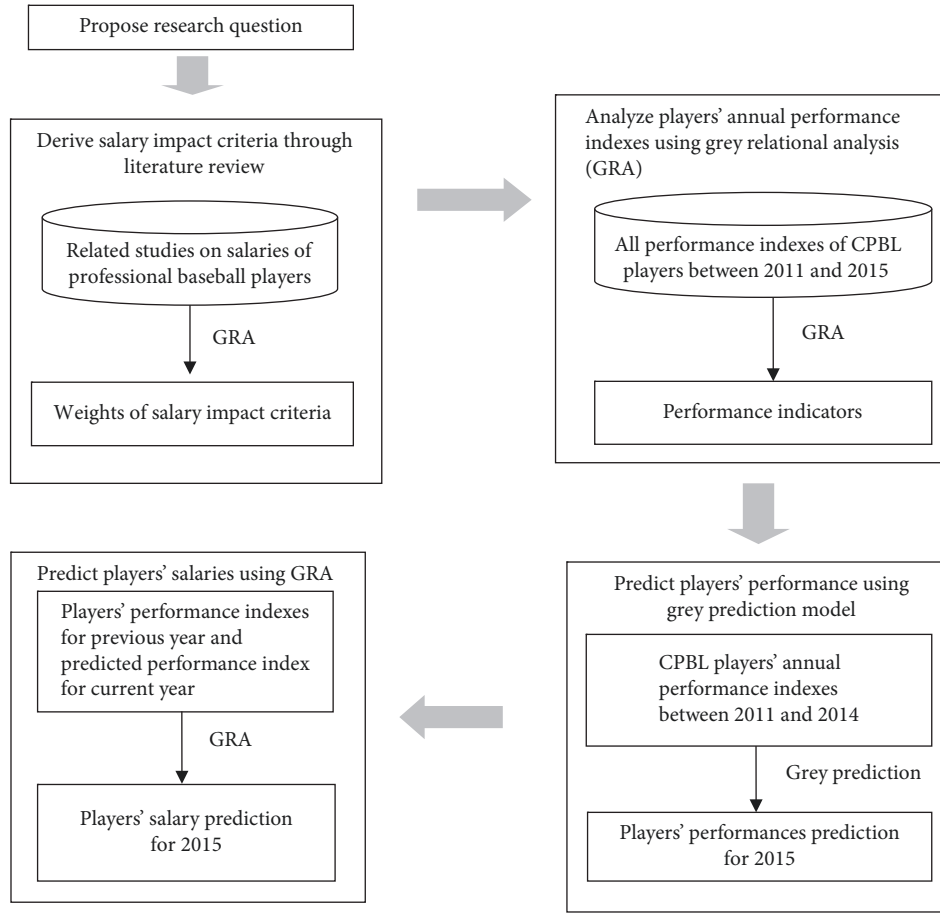 Propose research question
Derive salary impact criteria through
literature review
Related studies on salaries of
professional baseball players
GRA
Weights of salary impact criteria
Analyze players’ annual performance
indexes using grey relational analysis
(GRA)
All performance indexes of CPBL
players between 2011 and 2015
GRA
Performance indicators
Predict players’ performance using
grey prediction model
CPBL players’ annual
performance indexes
between 2011 and 2014
Grey prediction
Players’ performances prediction
for 2015
Predict players’ salaries using GRA
Players’ performance indexes
for previous year and
predicted performance index
for current year
GRA
Players’ salary prediction
for 2015